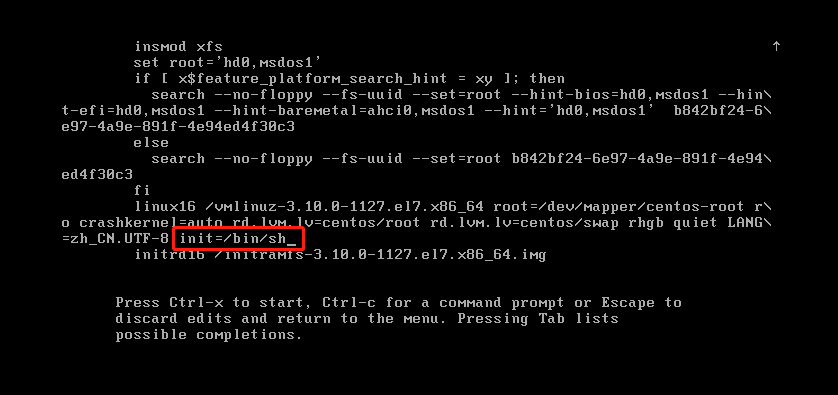 insmod xfs
↑
set root='hd0,msdos1'
if [ x$feature_platform_search_hint = xy ]; then
search --no-floppy --fs-uuid --set=root --hint-bios=hd0,msdos1 --hin\
t-efi=hd0,msdos1 --hint-baremetal=ahci0,msdos1 --hint='hd0,msdos1'  b842bf24-6\
e97-4a9e-891f-4e94ed4f30c3
else
search --no-floppy --fs-uuid --set=root b842bf24-6e97-4a9e-891f-4e94\
ed4f30c3
fi
linux16 /vmlinuz-3.10.0-1127.el7.x86_64 root=/dev/mapper/centos-root r\
o crashkernel=auto rd.lvm.lv=centos/root rd.lvm.lv=centos/swap rhgb quiet LANG\
=zh_CN.UTF-8 init=/bin/sh_
initrd16 /initramfs-3.10.0-1127.el7.x86_64.img
Press Ctrl-x to start, Ctrl-c for a command prompt or Escape to
discard edits and return to the menu. Pressing Tab lists
possible completions.